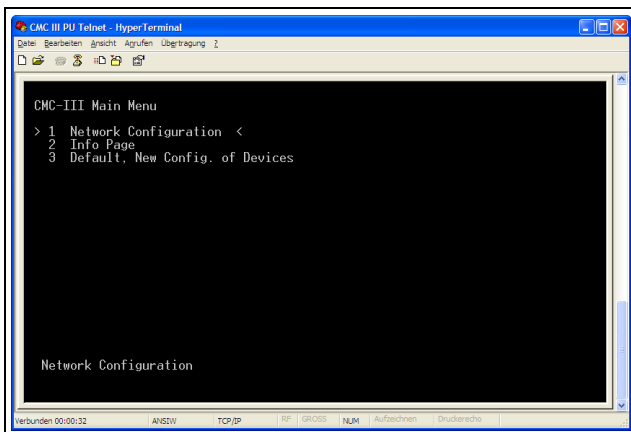 CMC III PU Telnet - HyperTerminal
Datei Bearbeiten Ansicht Anrufen Übertragung ?
CMC-III Main Menu
> 1 Network Configuration <
2 Info Page
3 Default, New Config. of Devices
Network Configuration
Verbunden 00:00:32 ANSIW TCP/IP RF GROSS NUM Aufzeichnen Druckerecho